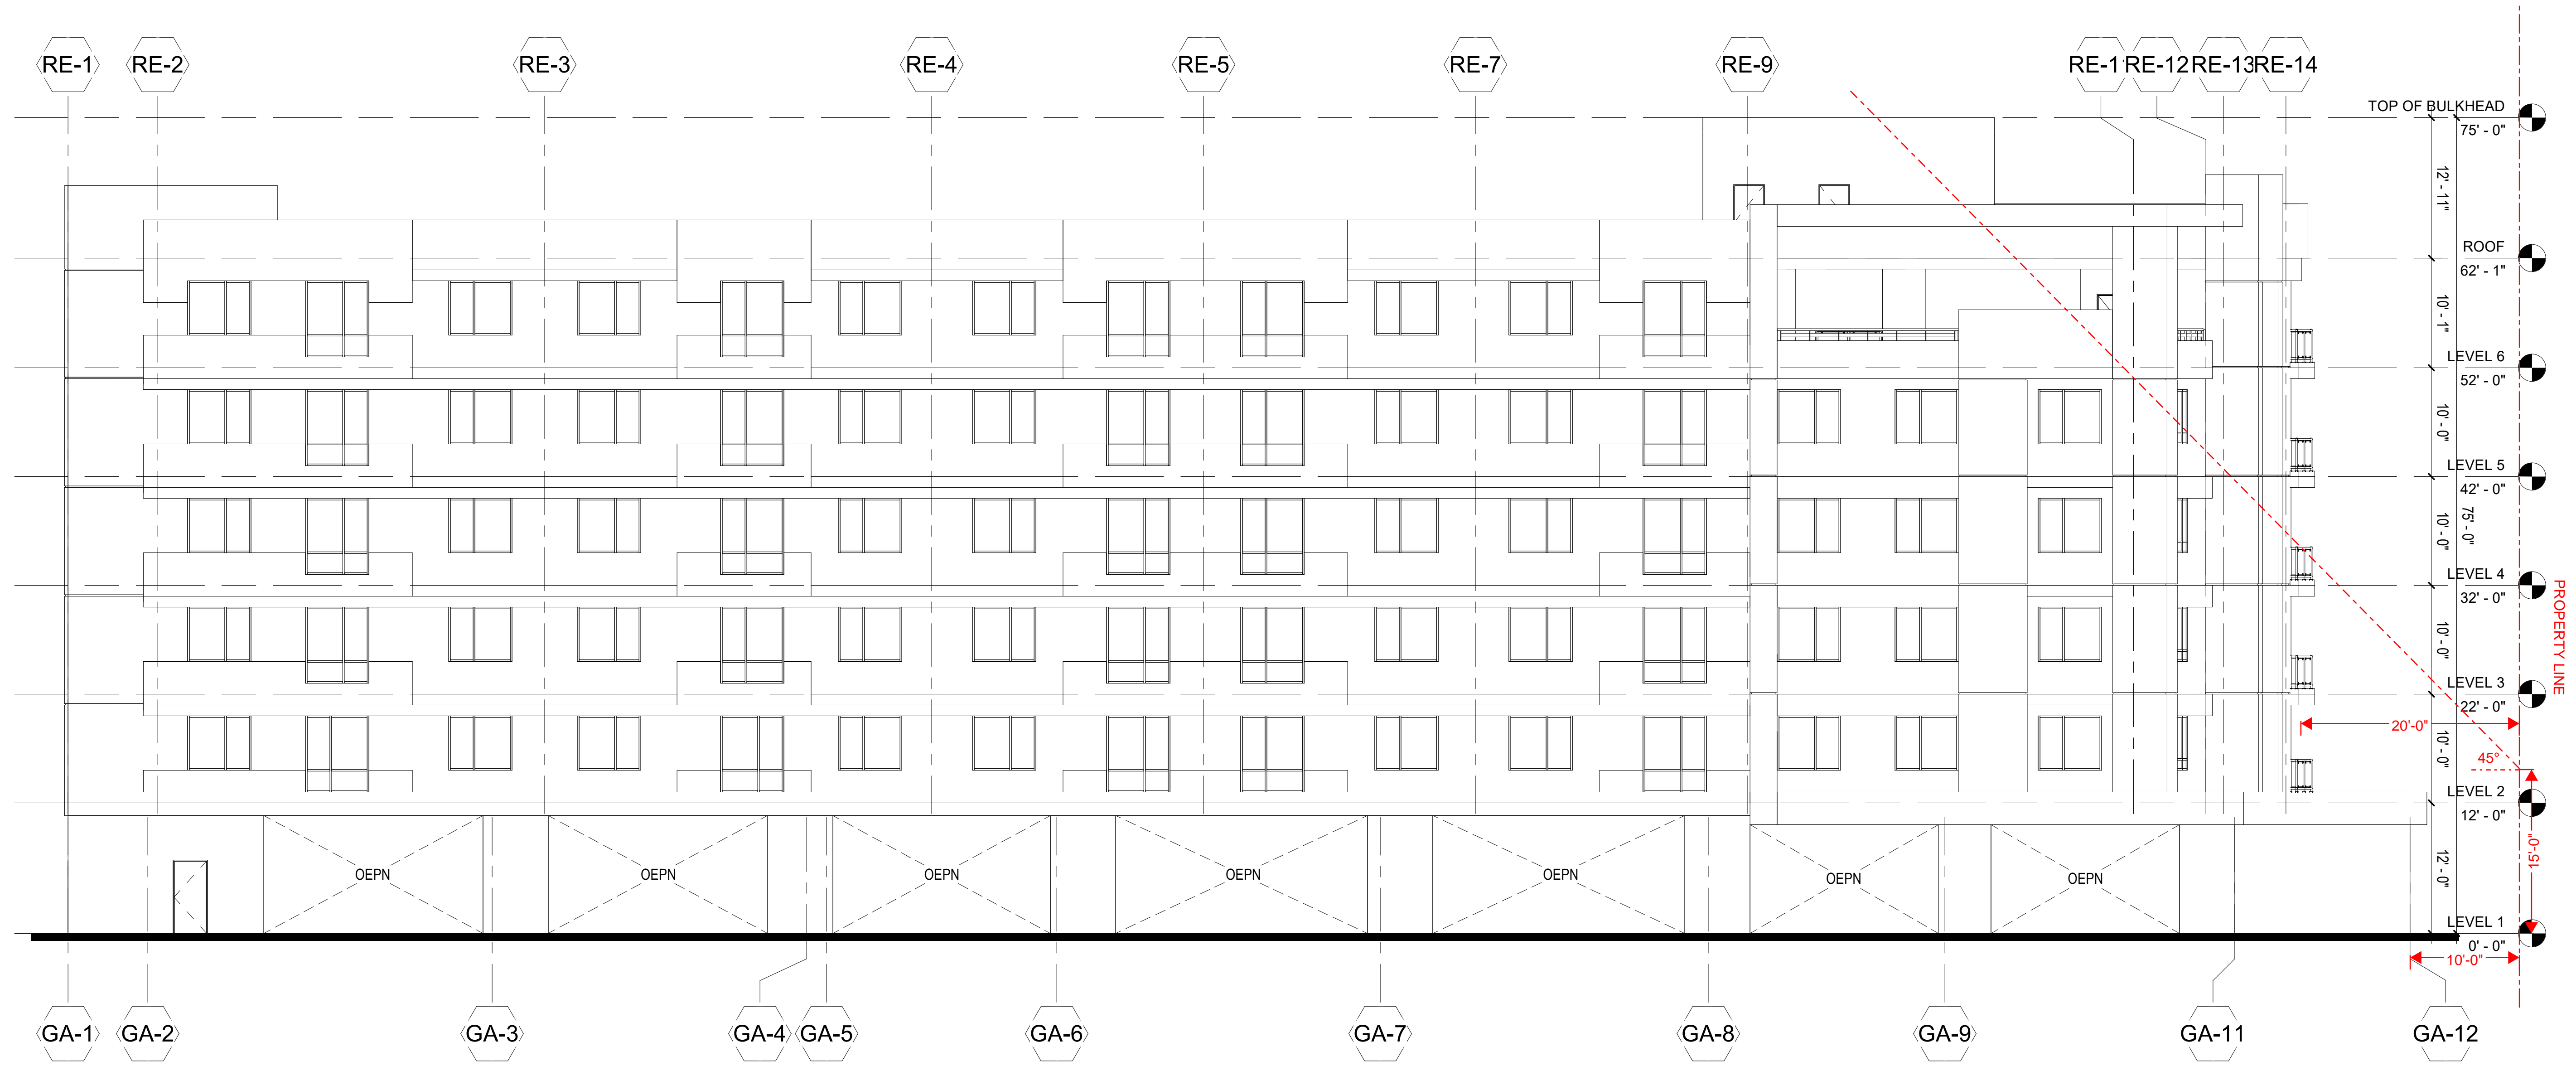 RE-1
RE-2
RE-3
RE-4
RE-5
RE-7
RE-9
RE-11
RE-12
RE-13
RE-14
TOP OF BULKHEAD
75' - 0"
12' - 11"
ROOF
62' - 1"
10' - 1"
LEVEL 6
52' - 0"
10' - 0"
LEVEL 5
42' - 0"
75' - 0"
10' - 0"
LEVEL 4
32' - 0"
PROPERTY LINE
10' - 0"
LEVEL 3
22' - 0"
20'-0"
10' - 0"
45°
LEVEL 2
12' - 0"
15'-0"
12' - 0"
OEPN
OEPN
OEPN
OEPN
OEPN
OEPN
OEPN
LEVEL 1
0' - 0"
10'-0"
GA-1
GA-2
GA-3
GA-4
GA-5
GA-6
GA-7
GA-8
GA-9
GA-11
GA-12